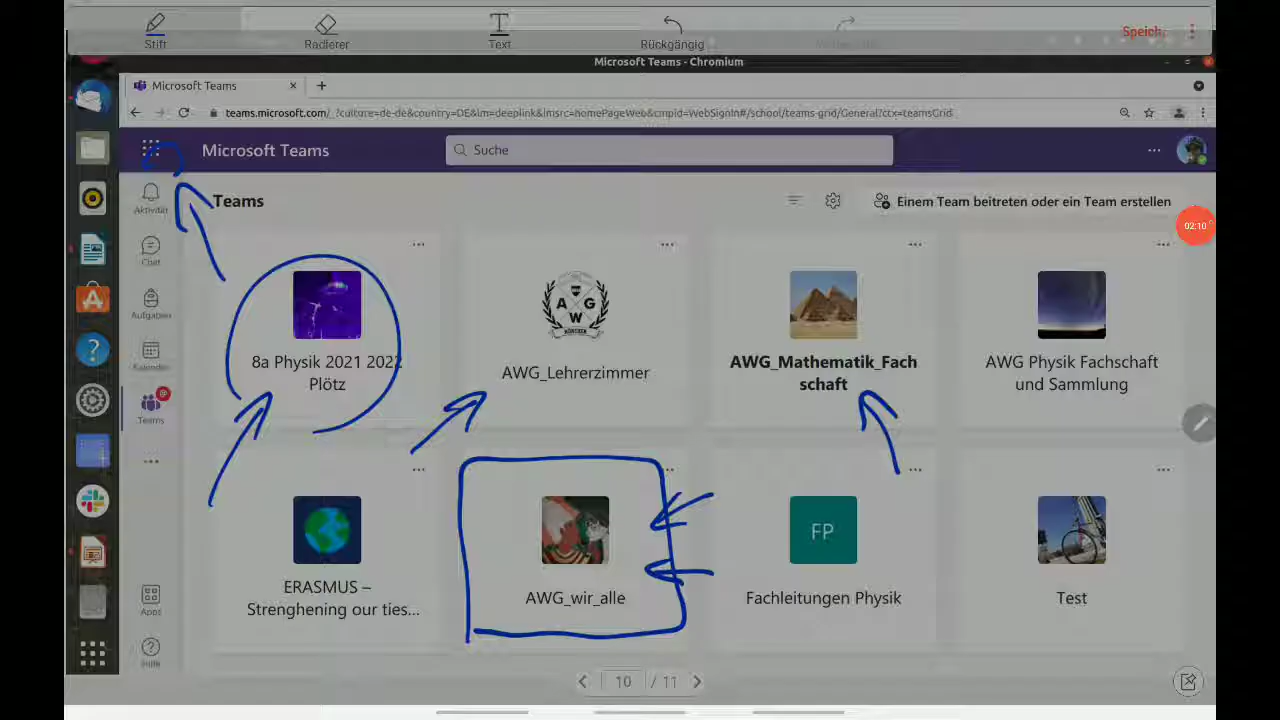 Stift
Radierer
Text
Rückgängig
Speich.
Microsoft Teams - Chromium
Microsoft Teams
teams.microsoft.com/_?culture=de-de&country=DE&lm=deeplink&lmsrc=homePageWeb&cmpid=WebSignIn#/school/teams-grid/General?ctx=teamsGrid
Microsoft Teams
Suche
Aktivität
Teams
Einem Team beitreten oder ein Team erstellen
02:10
Chat
Aufgaben
Kalender
Teams
8a Physik 2021 2022
Plötz
A G
W
MÜNCHEN
AWG_Lehrerzimmer
AWG_Mathematik_Fach
schaft
AWG Physik Fachschaft
und Sammlung
ERASMUS –
Strenghening our ties...
AWG_wir_alle
FP
Fachleitungen Physik
Test
Apps
Hilfe
10 / 11